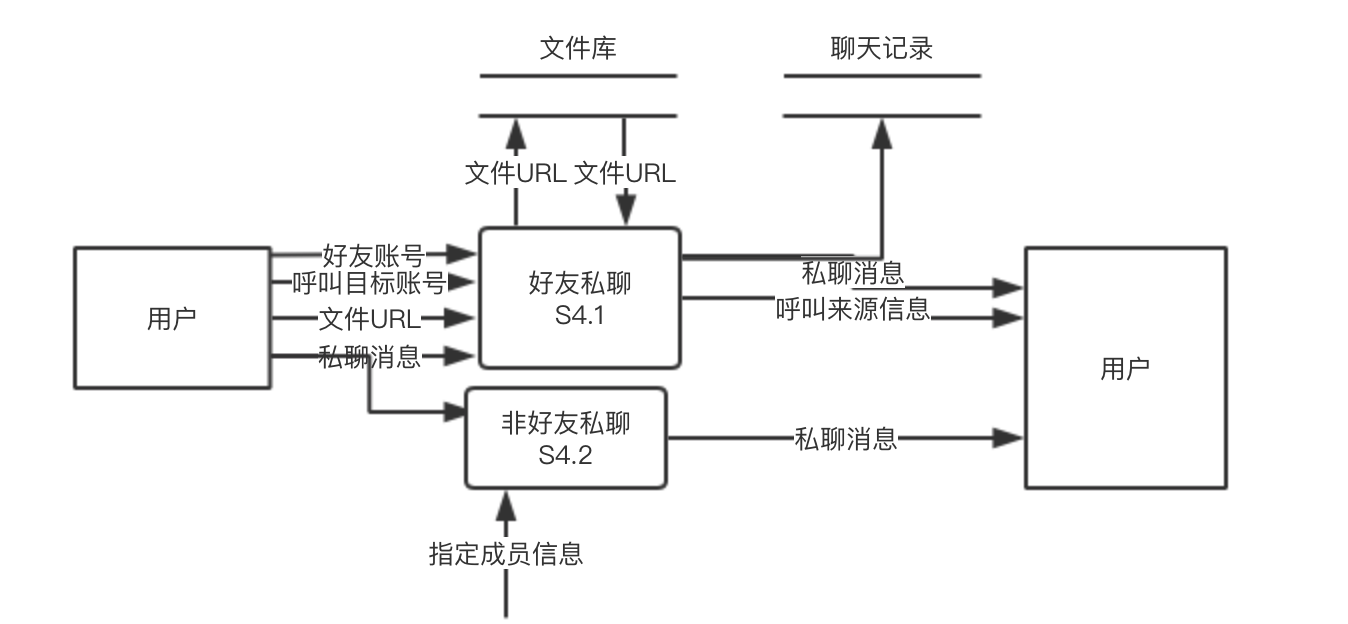 文件库
聊天记录
文件URL
文件URL
好友账号
呼叫目标账号
文件URL
私聊消息
用户
好友私聊
S4.1
私聊消息
呼叫来源信息
用户
非好友私聊
S4.2
私聊消息
指定成员信息